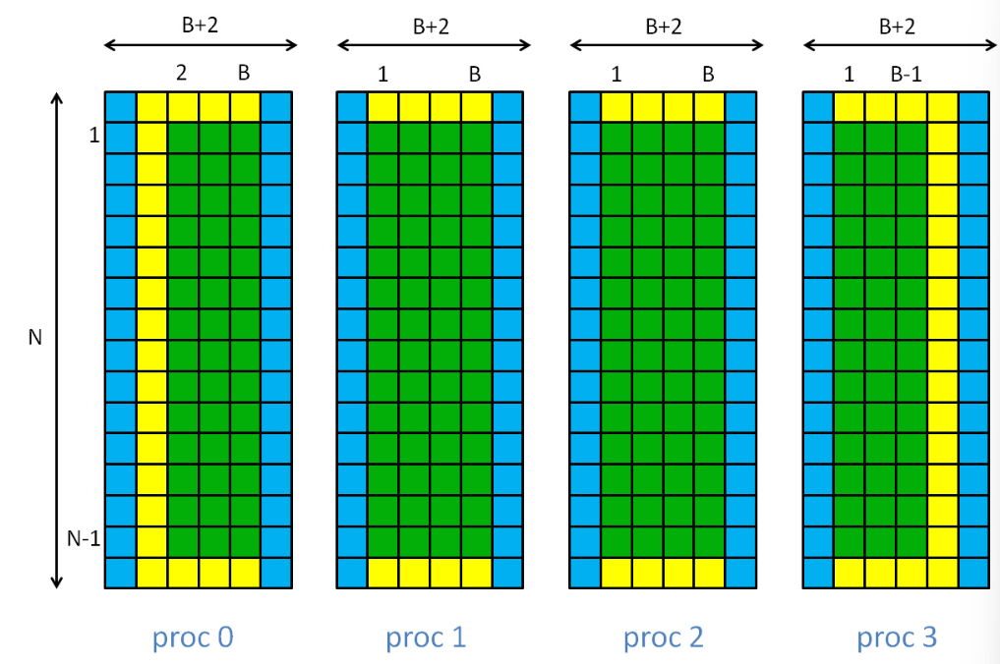 B+2 B+2 B+2 B+2
2 B 1 B 1 B 1 B-1
1
N
N-1
proc 0 proc 1 proc 2 proc 3